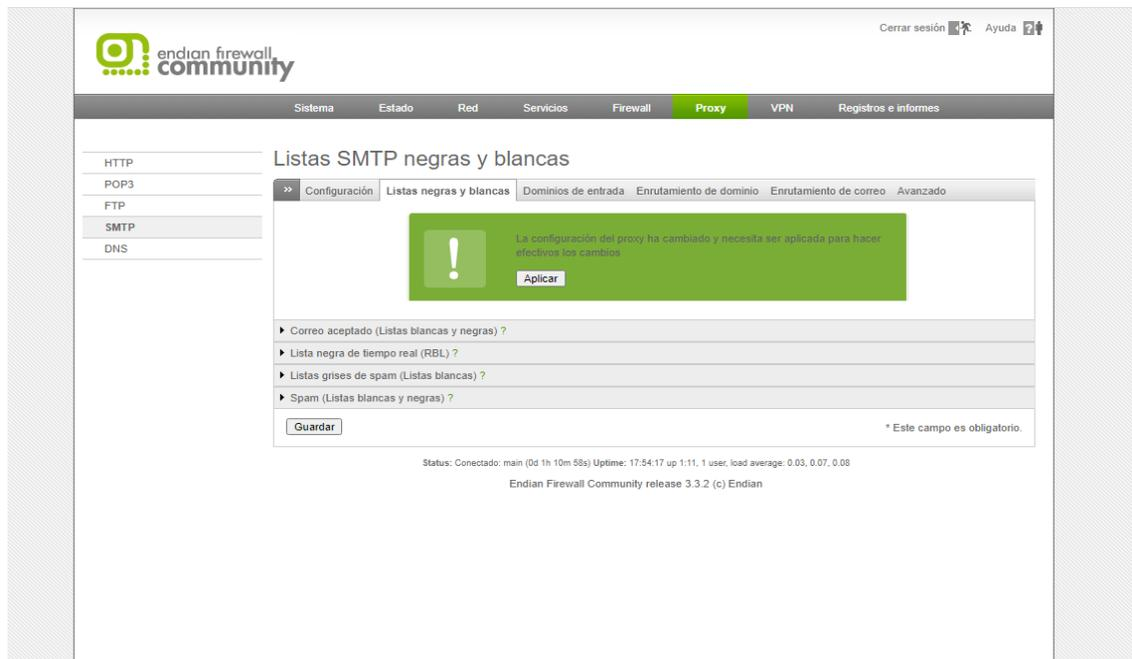 Cerrar sesión
Ayuda
endian firewall
community
Sistema Estado Red Servicios Firewall Proxy VPN Registros e informes
HTTP
POP3
FTP
SMTP
DNS
Listas SMTP negras y blancas
>> Configuración Listas negras y blancas Dominios de entrada Enrutamiento de dominio Enrutamiento de correo Avanzado
La configuración del proxy ha cambiado y necesita ser aplicada para hacer
efectivos los cambios
Aplicar
Correo aceptado (Listas blancas y negras) ?
Lista negra de tiempo real (RBL) ?
Listas grises de spam (Listas blancas) ?
Spam (Listas blancas y negras) ?
Guardar
* Este campo es obligatorio.
Status: Conectado: main (0d 1h 10m 58s) Uptime: 17:54:17 up 1:11, 1 user, load average: 0.03, 0.07, 0.08
Endian Firewall Community release 3.3.2 (c) Endian